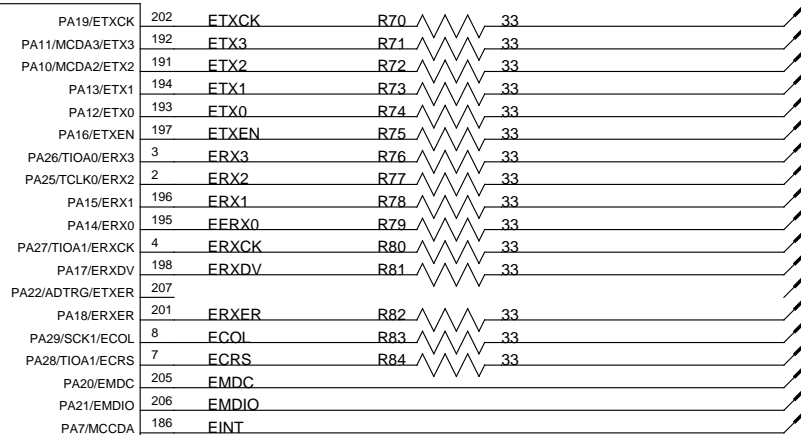 PA19/ETXCK 202 ETXCK R70 33
PA11/MCDA3/ETX3 192 ETX3 R71 33
PA10/MCDA2/ETX2 191 ETX2 R72 33
PA13/ETX1 194 ETX1 R73 33
PA12/ETX0 193 ETX0 R74 33
PA16/ETXEN 197 ETXEN R75 33
PA26/TIOA0/ERX3 3 ERX3 R76 33
PA25/TCLK0/ERX2 2 ERX2 R77 33
PA15/ERX1 196 ERX1 R78 33
PA14/ERX0 195 EERX0 R79 33
PA27/TIOA1/ERXCK 4 ERXCK R80 33
PA17/ERXDV 198 ERXDV R81 33
PA22/ADTRG/ETXER 207
PA18/ERXER 201 ERXER R82 33
PA29/SCK1/ECOL 8 ECOL R83 33
PA28/TIOA1/ECRS 7 ECRS R84 33
PA20/EMDC 205 EMDC
PA21/EMDIO 206 EMDIO
PA7/MCCDA 186 EINT